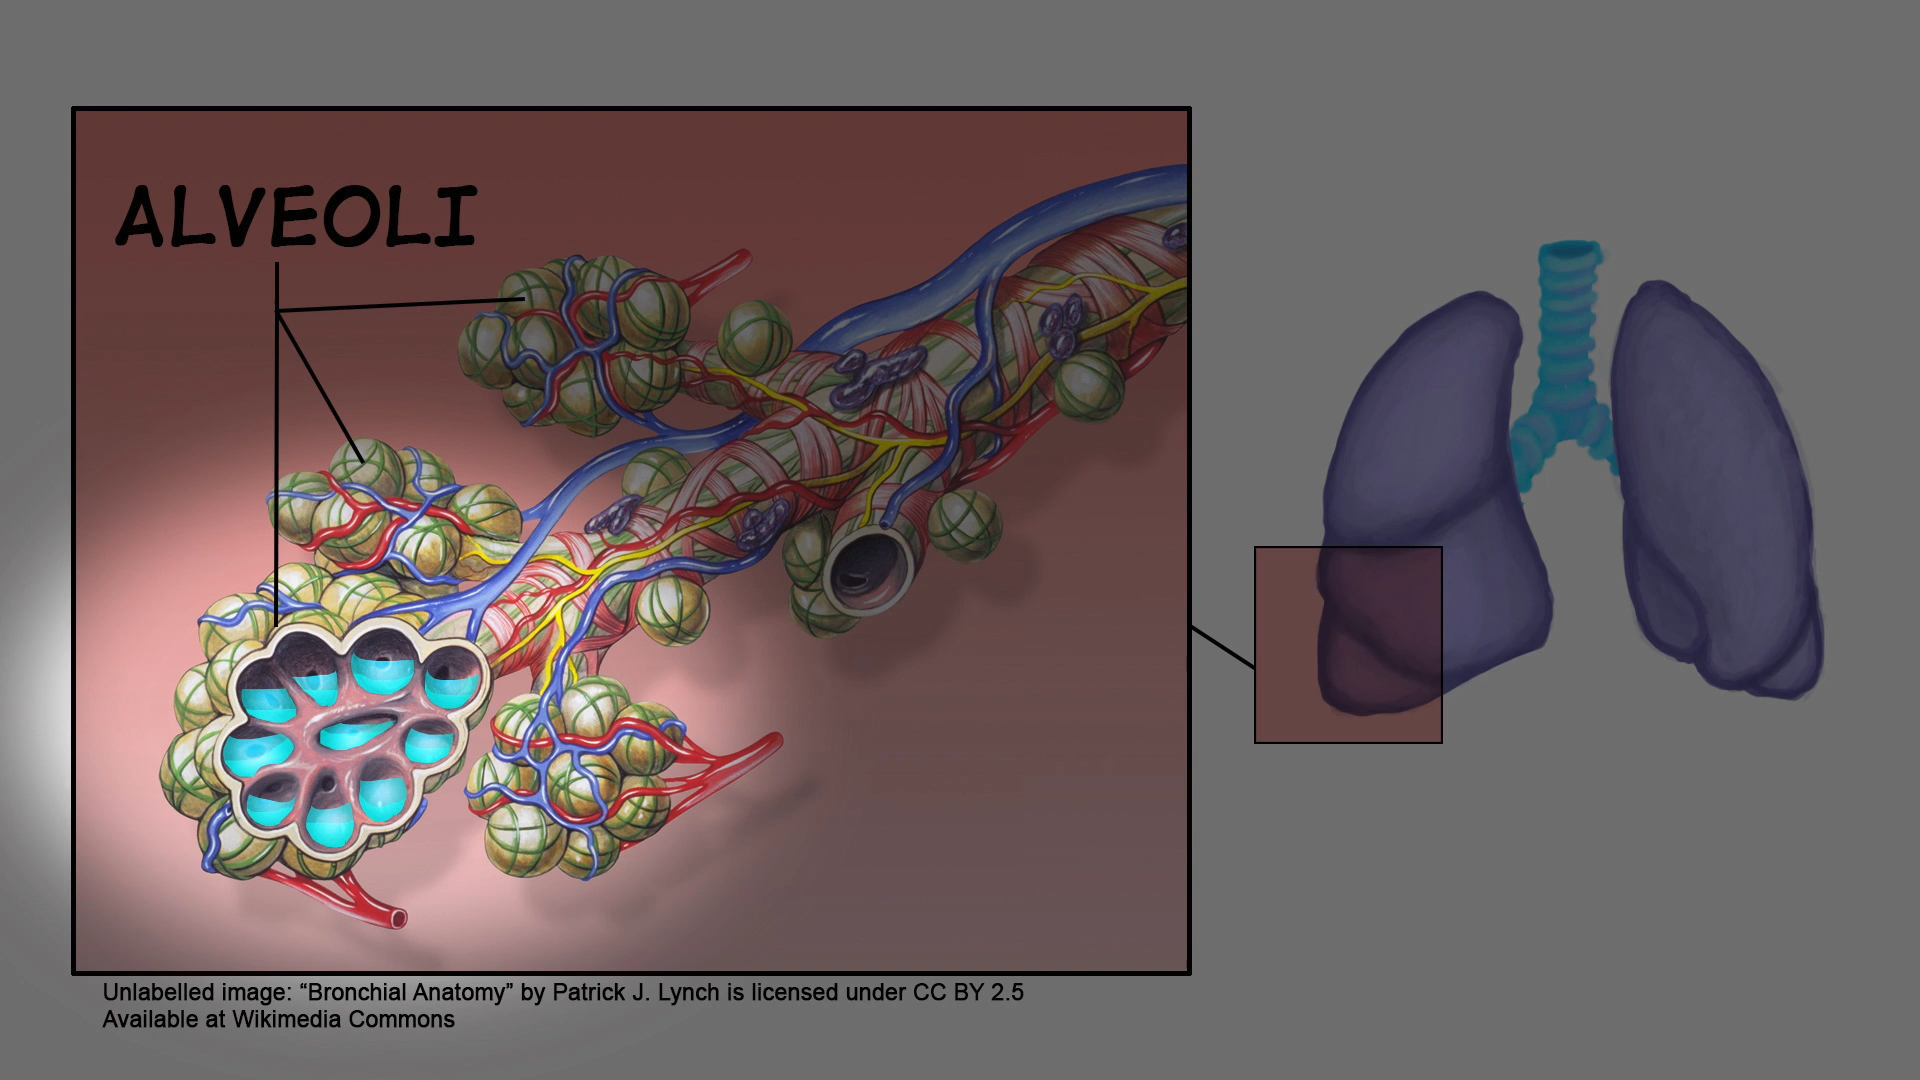 ALVEOLI
Unlabelled image: “Bronchial Anatomy” by Patrick J. Lynch is licensed under CC BY 2.5
Available at Wikimedia Commons